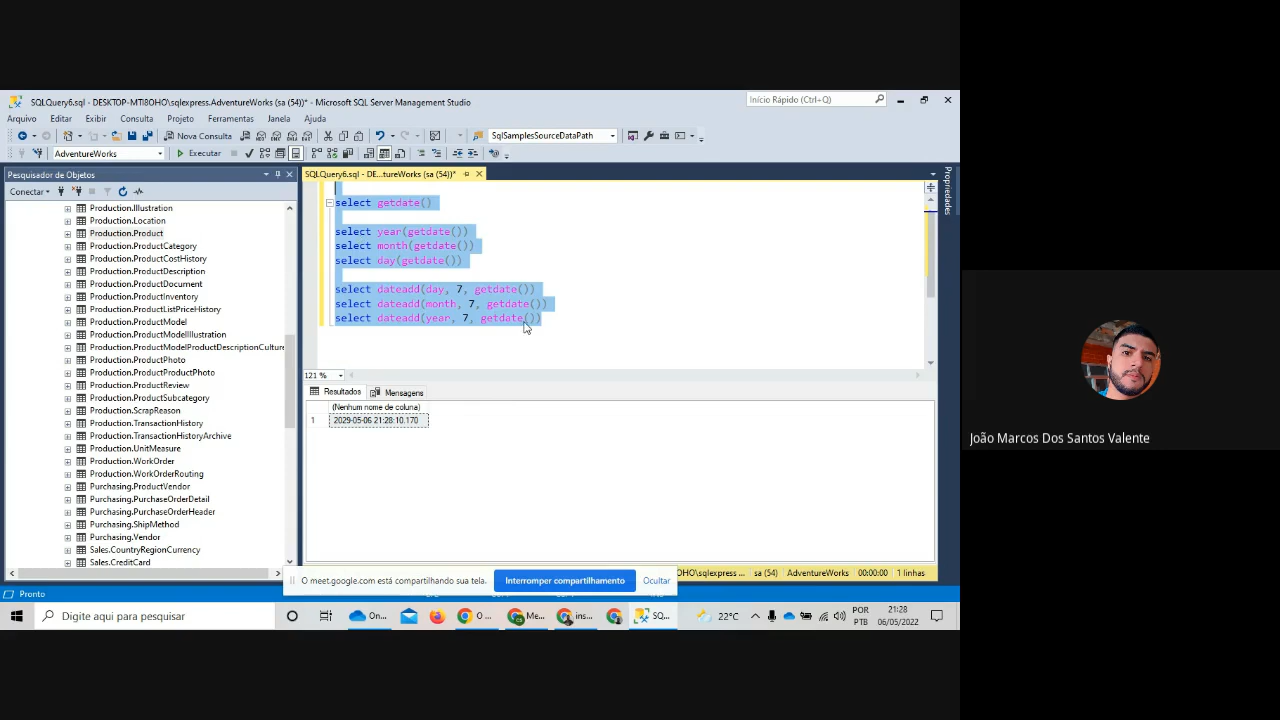 SQLQuery6.sql - DESKTOP-MTI8OHO\sqlexpress.AdventureWorks (sa (54))* - Microsoft SQL Server Management Studio
Início Rápido (Ctrl+Q)
Arquivo Editar Exibir Consulta Projeto Ferramentas Janela Ajuda
Nova Consulta
SqlSamplesSourceDataPath
AdventureWorks
Executar
Pesquisador de Objetos
Conectar
Production.Illustration
Production.Location
Production.Product
Production.ProductCategory
Production.ProductCostHistory
Production.ProductDescription
Production.ProductDocument
Production.ProductInventory
Production.ProductListPriceHistory
Production.ProductModel
Production.ProductModelIllustration
Production.ProductModelProductDescriptionCulture
Production.ProductPhoto
Production.ProductProductPhoto
Production.ProductReview
Production.ProductSubcategory
Production.ScrapReason
Production.TransactionHistory
Production.TransactionHistoryArchive
Production.UnitMeasure
Production.WorkOrder
Production.WorkOrderRouting
Purchasing.ProductVendor
Purchasing.PurchaseOrderDetail
Purchasing.PurchaseOrderHeader
Purchasing.ShipMethod
Purchasing.Vendor
Sales.CountryRegionCurrency
Sales.CreditCard
SQLQuery6.sql - DE...tureWorks (sa (54))*
select getdate()
select year(getdate())
select month(getdate())
select day(getdate())
select dateadd(day, 7, getdate())
select dateadd(month, 7, getdate())
select dateadd(year, 7, getdate())
121 %
Resultados Mensagens
(Nenhum nome de coluna)
1 2029-05-06 21:28:10.170
Propriedades
O meet.google.com está compartilhando sua tela. Interromper compartilhamento Ocultar
OHO\sqlexpress ... sa (54) AdventureWorks 00:00:00 1 linhas
Pronto
Digite aqui para pesquisar
On... O ... Me... ins... SQ...
22°C
POR
PTB
21:28
06/05/2022
João Marcos Dos Santos Valente